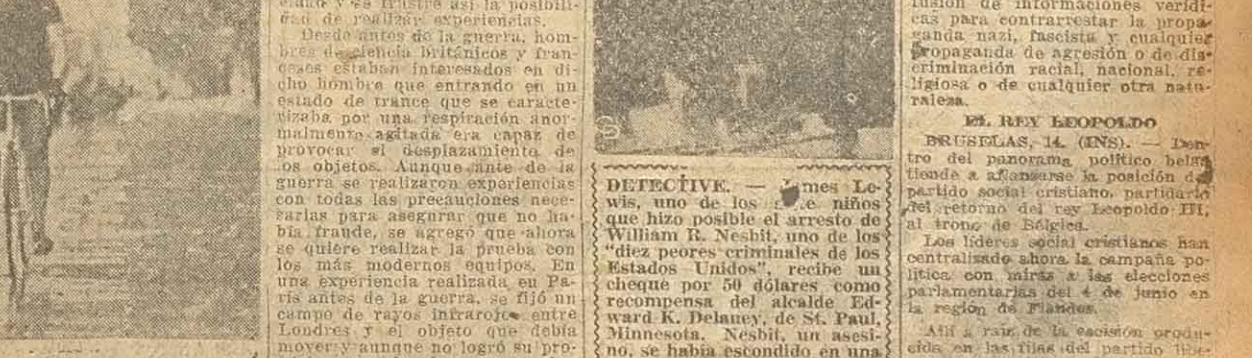 y se frustre así la posibili-
dad de realizar experiencias.
Desde antes de la guerra, hom-
bres de ciencia británicos y fran-
ceses estaban interesados en di-
cho hombre que entrando en un
estado de trance que se caracte-
rizaba por una respiración anor-
malmente agitada era capaz de
provocar el desplazamiento de
los objetos. Aunque ante de la
guerra se realizaron experiencias
con todas las precauciones nece-
sarias para asegurar que no ha-
bía fraude, se agregó que ahora
se quiere realizar la prueba con
los más modernos equipos. En
una experiencia realizada en Pa-
rís antes de la guerra, se fijó un
campo de rayos infrarojos entre
Londres y el objeto que debía
mover y aunque no logró su pro-
DETECTIVE. — James Le-
wis, uno de los niños
que hizo posible el arresto de
William R. Nesbit, uno de los
"diez peores criminales de los
Estados Unidos", recibe un
cheque por 50 dólares como
recompensa del alcalde Ed-
ward K. Delaney, de St. Paul,
Minnesota. Nesbit, un asesi-
no, se había escondido en una
fusión de informaciones verídi-
cas para contrarrestar la propa-
ganda nazi, fascista y cualquier
propaganda de agresión o de dis-
criminación racial, nacional, re-
ligiosa o de cualquier otra natu-
raleza.
EL REY LEOPOLDO
BRUSELAS, 14. (INS). — Den-
tro del panorama político belga
tiende a afianzarse la posición del
partido social cristiano, partidario
del retorno del rey Leopoldo III,
al trono de Bélgica.
Los líderes social cristianos han
centralizado ahora la campaña po-
lítica con miras a las elecciones
parlamentarias del 4 de junio en
la región de Flandes.
Allí a raíz de la escisión produ-
cida en las filas del partido libe-